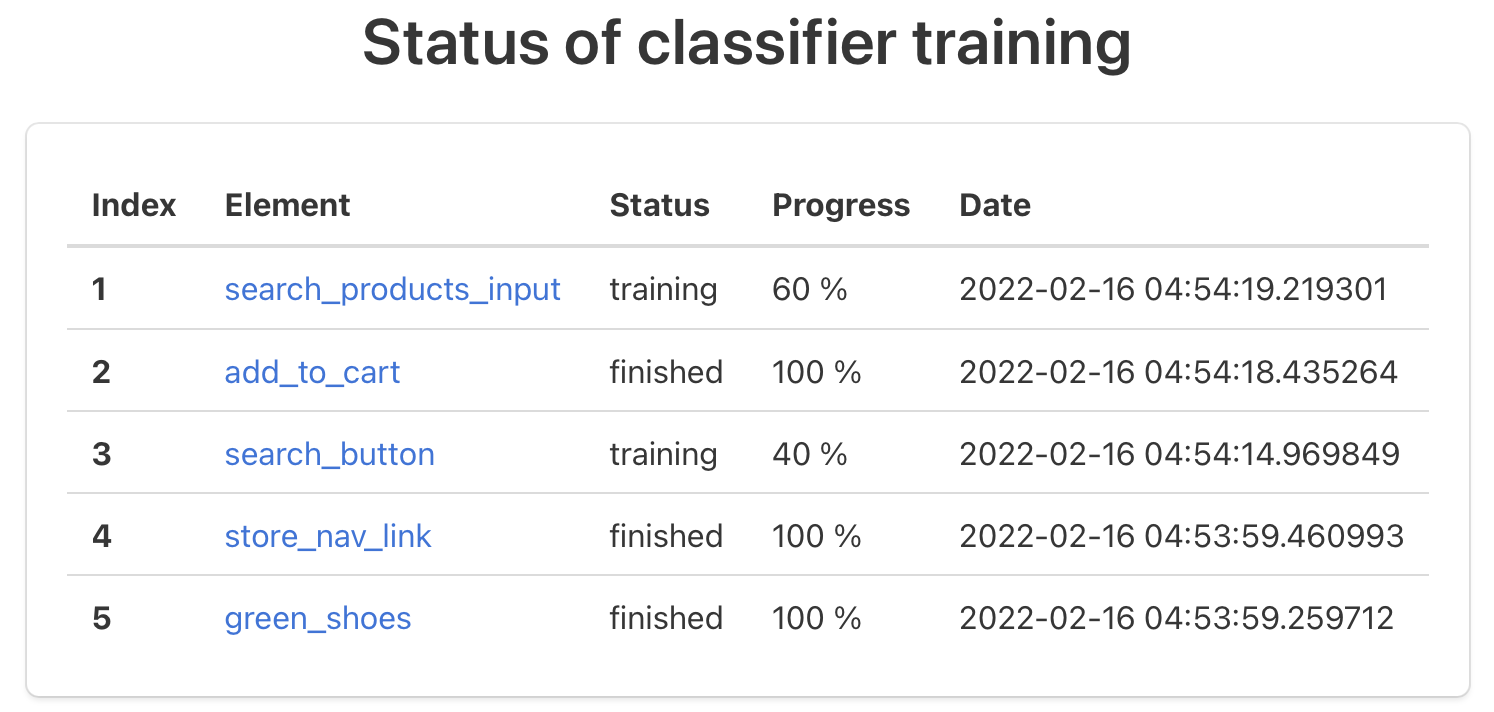 Status of classifier training
Index Element Status Progress Date
1 search_products_input training 60 % 2022-02-16 04:54:19.219301
2 add_to_cart finished 100 % 2022-02-16 04:54:18.435264
3 search_button training 40 % 2022-02-16 04:54:14.969849
4 store_nav_link finished 100 % 2022-02-16 04:53:59.460993
5 green_shoes finished 100 % 2022-02-16 04:53:59.259712